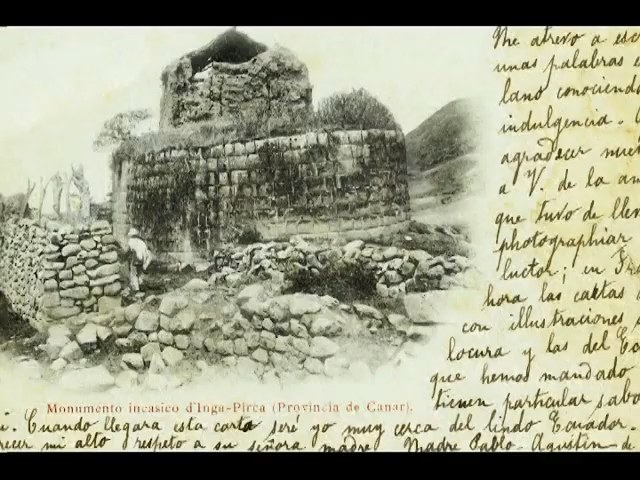 Me atrevo a
unas palabras
lano conociendo
indulgencia.
agradecer
a V. de la
que tuvo de
photographiar
luctor; en
hora las cartas
con illustraciones
locura y las del
que hemos mandado
tienen particular
Monumento incasico d'Inga-Pirca (Provincia de Canar).
Cuando llegara esta carta seré yo muy cerca del lindo Ecuador.
mi alto respeto a su señora madre. Madre Pablo-Agustin-de